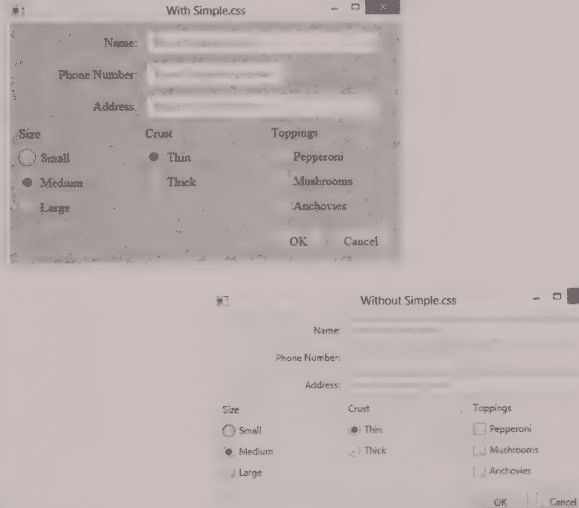 With Simple.css
Name:
Phone Number:
Address:
Size Crust Toppings
Small Thin Pepperoni
Medium Thick Mushrooms
Large Anchovies
OK Cancel
Without Simple.css
Name:
Phone Number:
Address:
Size Crust Toppings
Small Thin Pepperoni
Medium Thick Mushrooms
Large Anchovies
OK Cancel